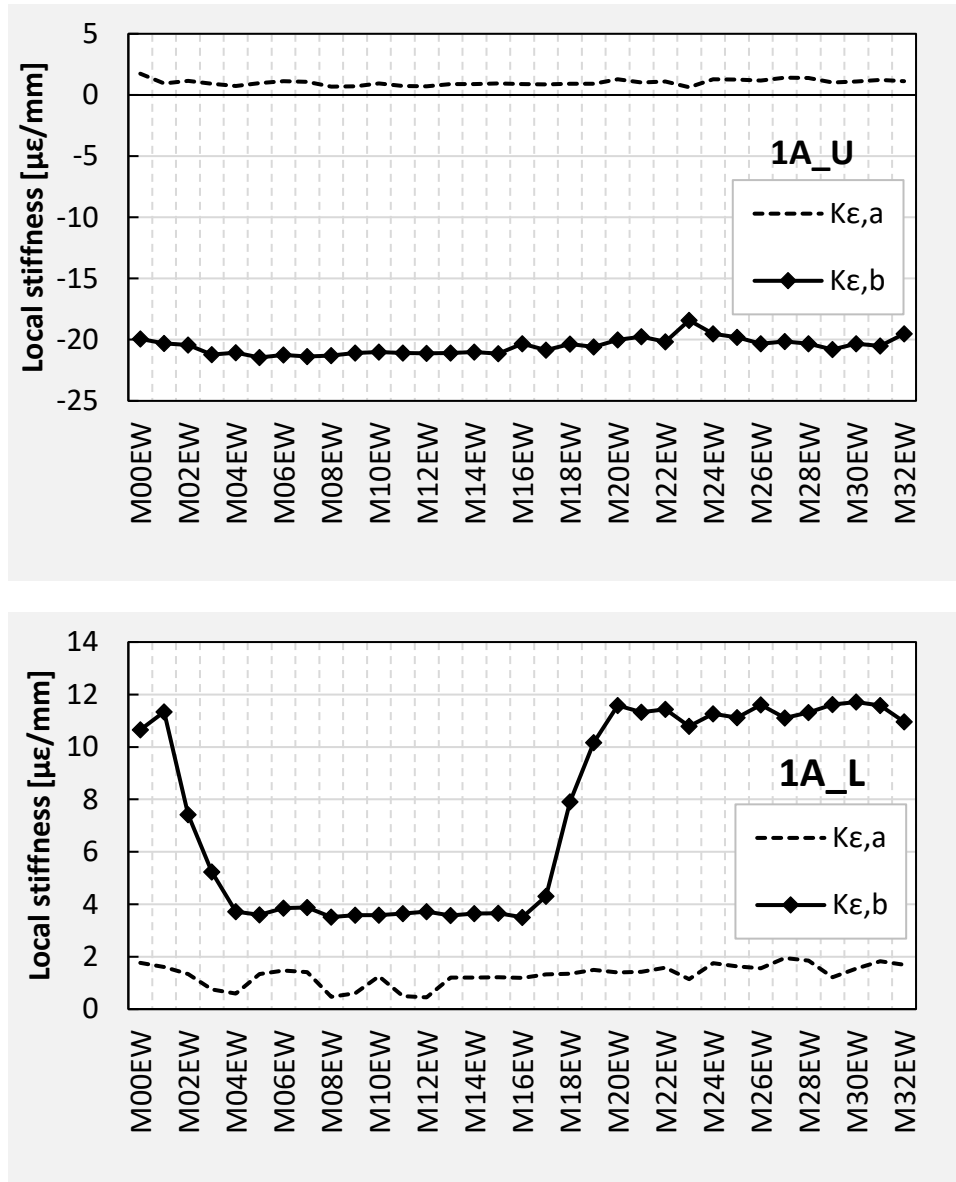 Local stiffness [µε/mm]
5
0
-5
-10
-15
-20
-25
1A_U
Kε,a
Kε,b
M00EW
M02EW
M04EW
M06EW
M08EW
M10EW
M12EW
M14EW
M16EW
M18EW
M20EW
M22EW
M24EW
M26EW
M28EW
M30EW
M32EW
Local stiffness [µε/mm]
14
12
10
8
6
4
2
0
1A_L
Kε,a
Kε,b
M00EW
M02EW
M04EW
M06EW
M08EW
M10EW
M12EW
M14EW
M16EW
M18EW
M20EW
M22EW
M24EW
M26EW
M28EW
M30EW
M32EW